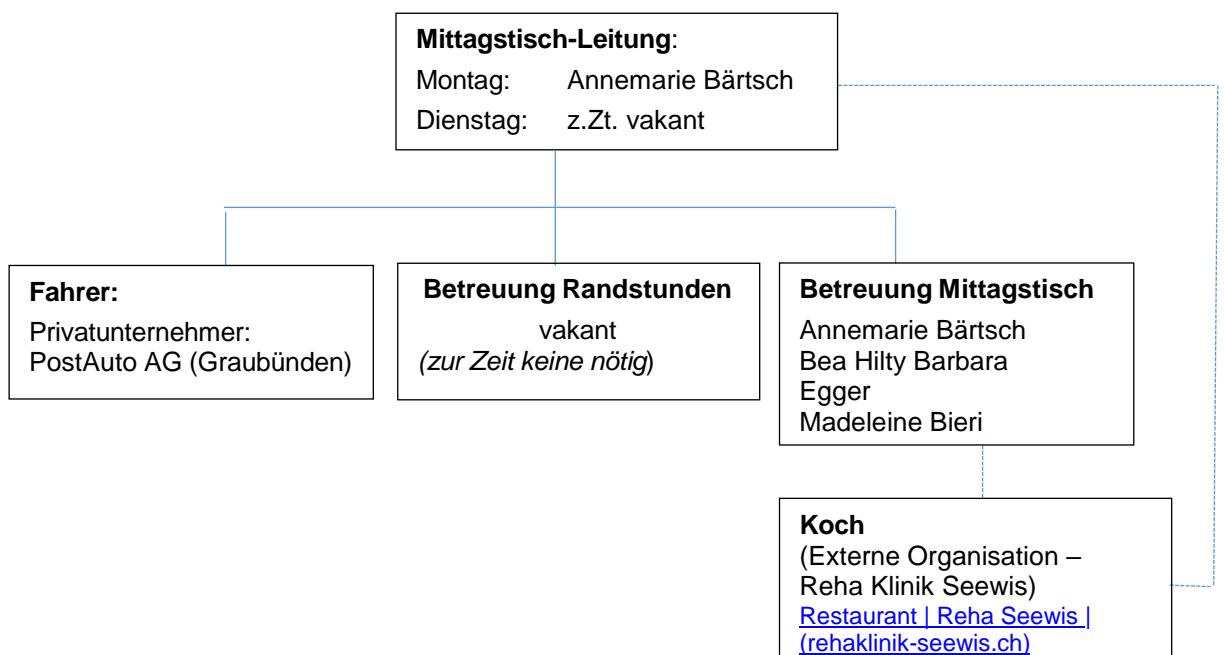 Mittagstisch-Leitung:
Montag: Annemarie Bärtsch
Dienstag: z.Zt. vakant
Fahrer:
Privatunternehmer:
PostAuto AG (Graubünden)
Betreuung Randstunden
vakant
(zur Zeit keine nötig)
Betreuung Mittagstisch
Annemarie Bärtsch
Bea Hilty Barbara
Egger
Madeleine Bieri
Koch
(Externe Organisation –
Reha Klinik Seewis)
Restaurant | Reha Seewis |
(rehaklinik-seewis.ch)